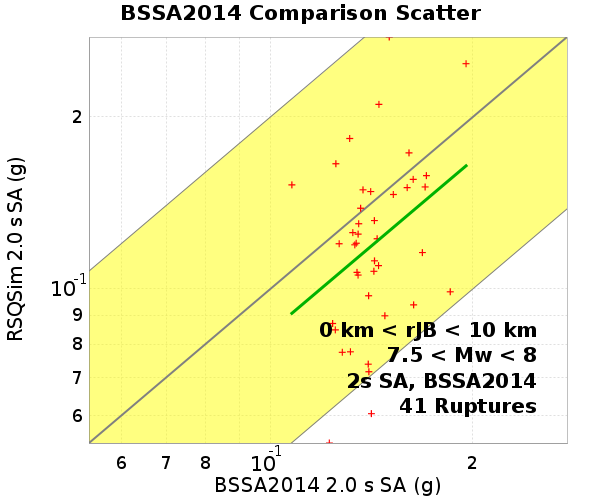 BSSA2014 Comparison Scatter
RSQSim 2.0 s SA (g)
2
10-1
9
8
7
6
0 km < rJB < 10 km
7.5 < Mw < 8
2s SA, BSSA2014
41 Ruptures
6 7 8 10-1 2
BSSA2014 2.0 s SA (g)